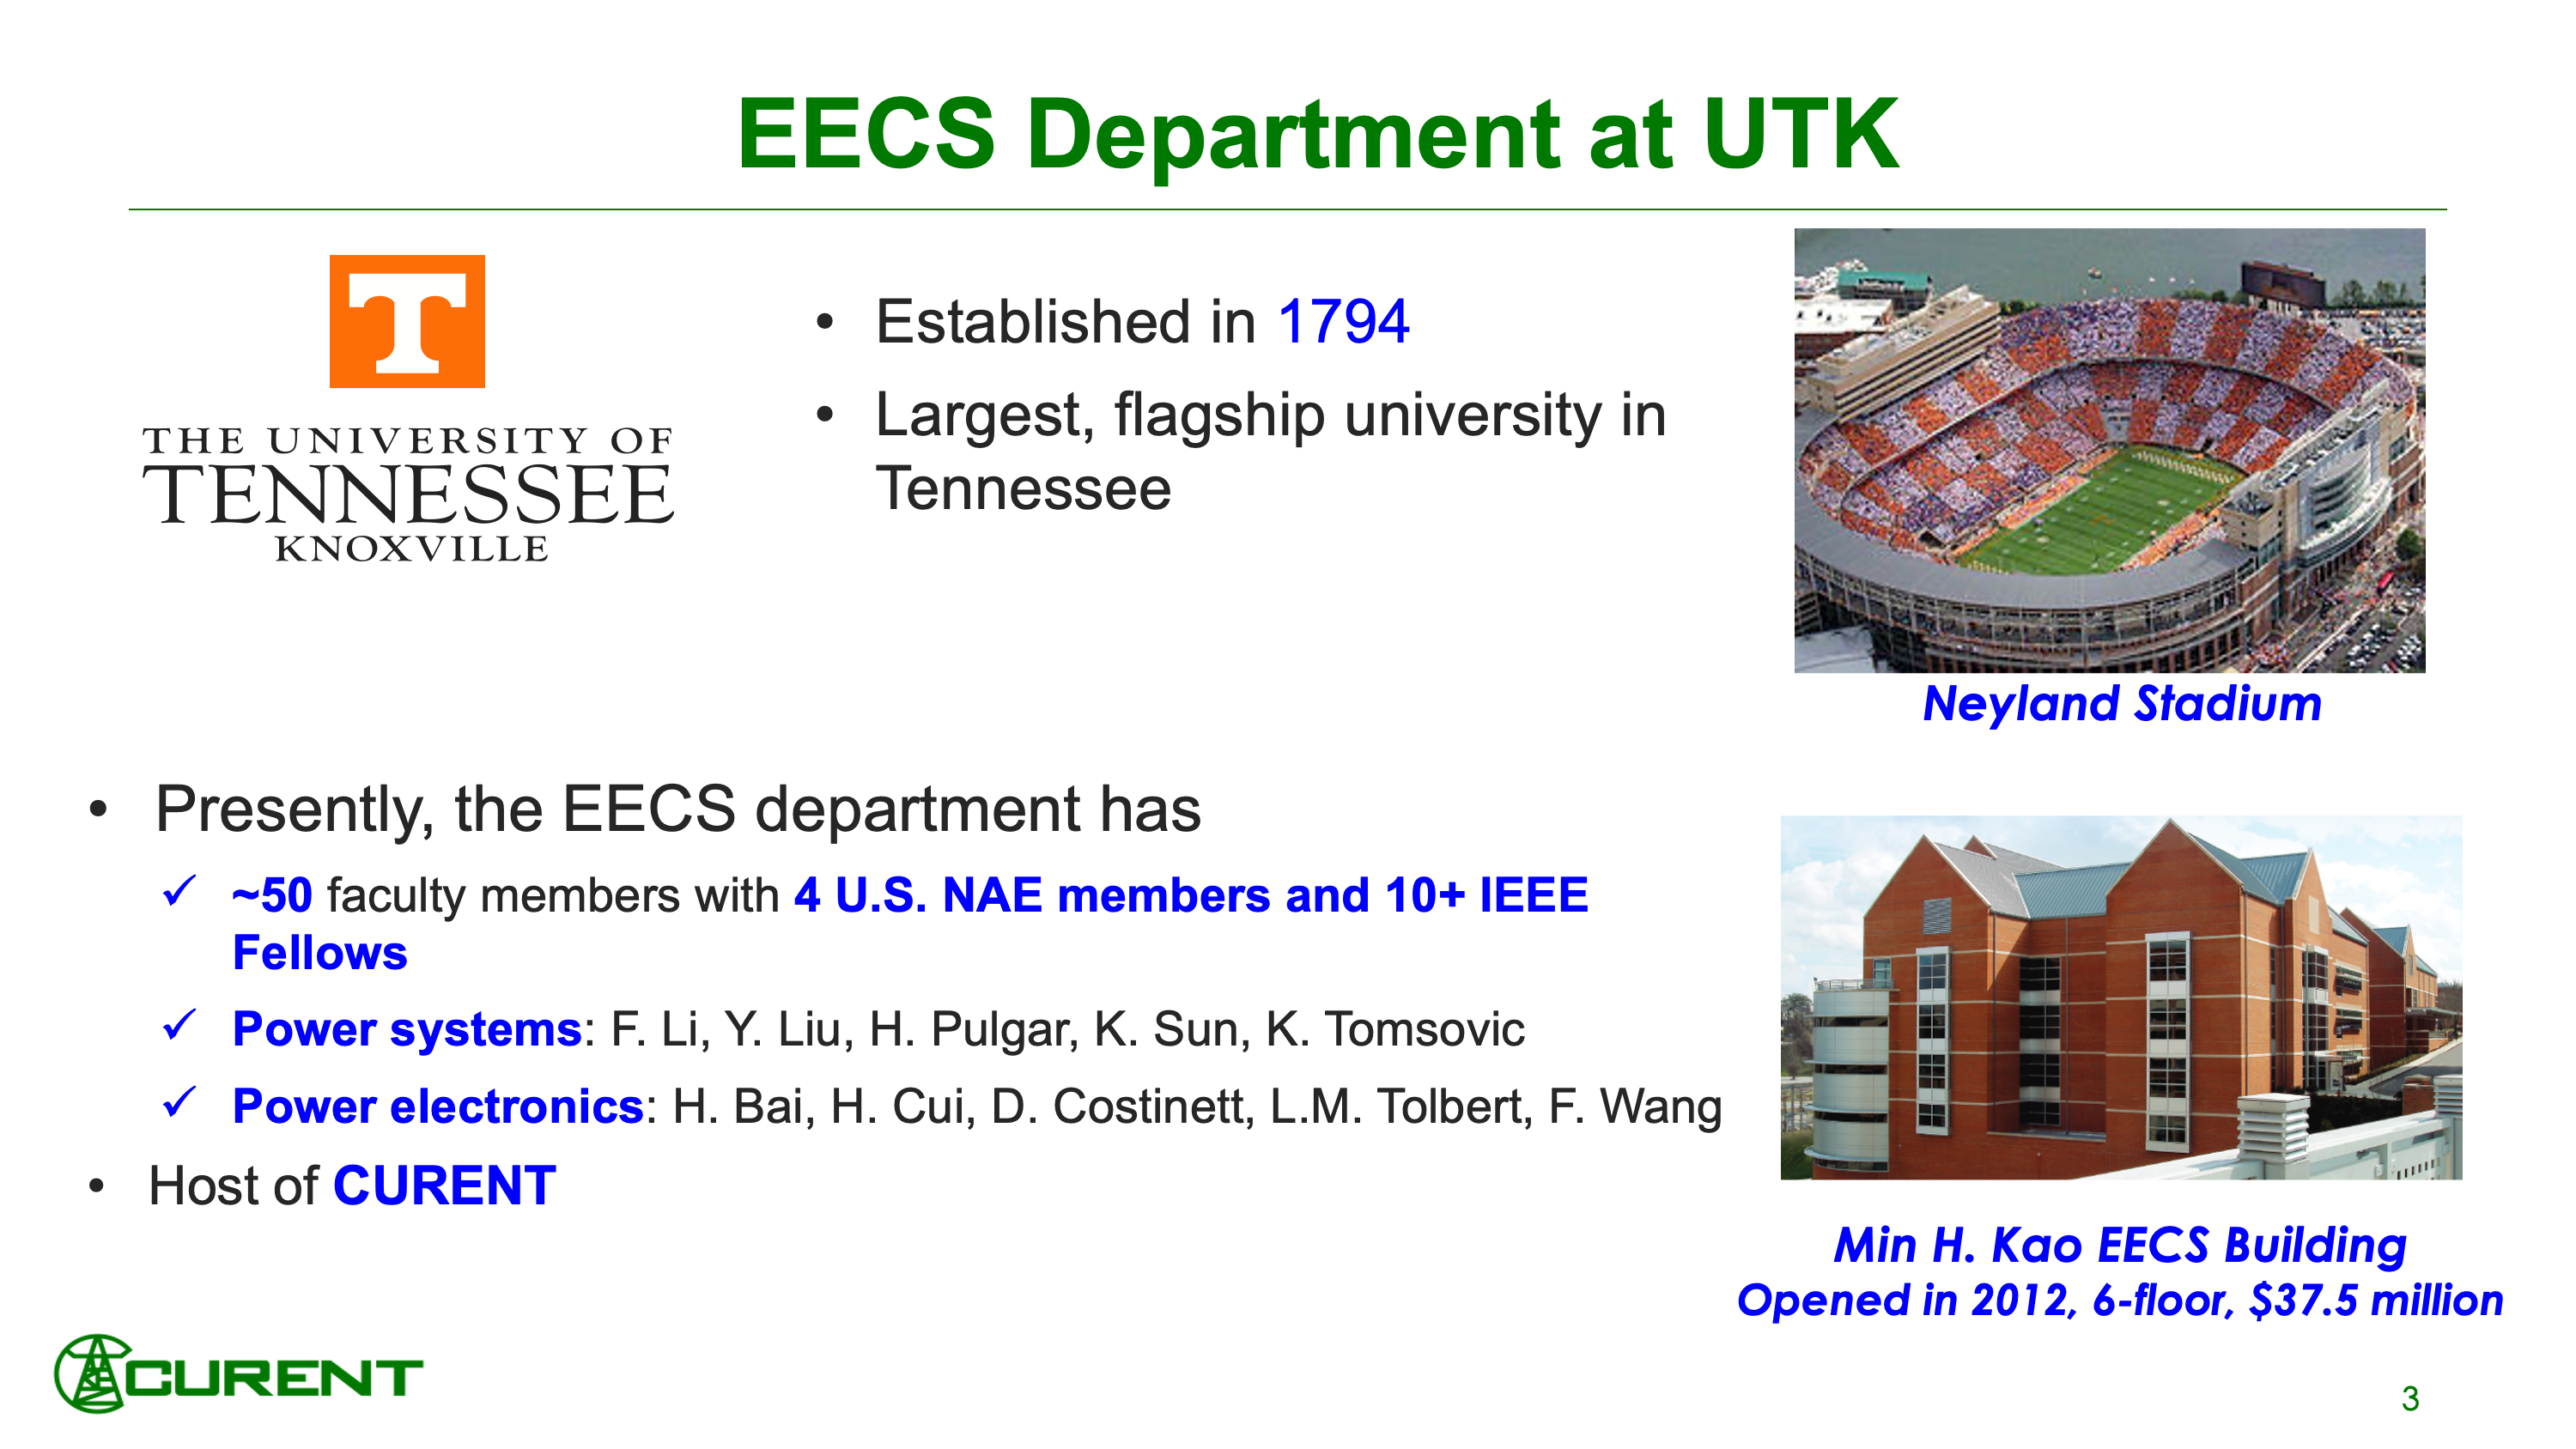 EECS Department at UTK
T
THE UNIVERSITY OF
TENNESSEE
KNOXVILLE
• Established in 1794
• Largest, flagship university in
Tennessee
Neyland Stadium
• Presently, the EECS department has
✓ ~50 faculty members with 4 U.S. NAE members and 10+ IEEE
Fellows
✓ Power systems: F. Li, Y. Liu, H. Pulgar, K. Sun, K. Tomsovic
✓ Power electronics: H. Bai, H. Cui, D. Costinett, L.M. Tolbert, F. Wang
• Host of CURENT
Min H. Kao EECS Building
Opened in 2012, 6-floor, $37.5 million
CURENT
3